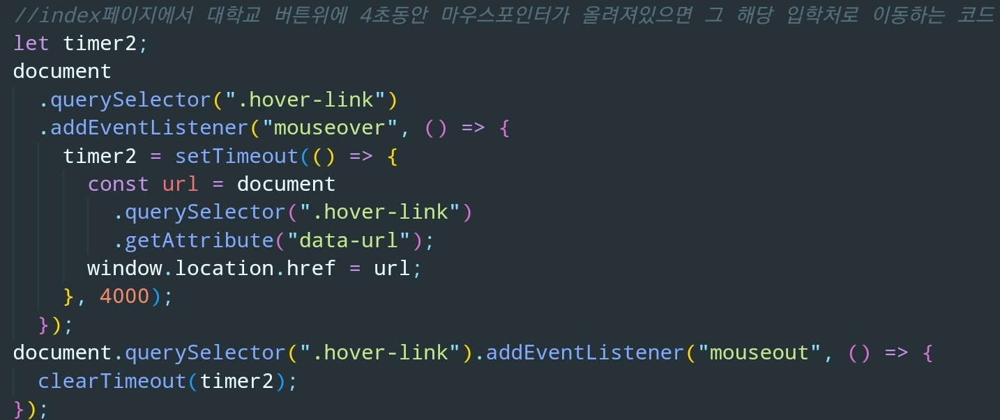 //index페이지에서 대학교 버튼위에 4초동안 마우스포인터가 올려져있으면 그 해당 입학처로 이동하는 코드
let timer2;
document
.querySelector(".hover-link")
.addEventListener("mouseover", () => {
timer2 = setTimeout(() => {
const url = document
.querySelector(".hover-link")
.getAttribute("data-url");
window.location.href = url;
}, 4000);
});
document.querySelector(".hover-link").addEventListener("mouseout", () => {
clearTimeout(timer2);
});